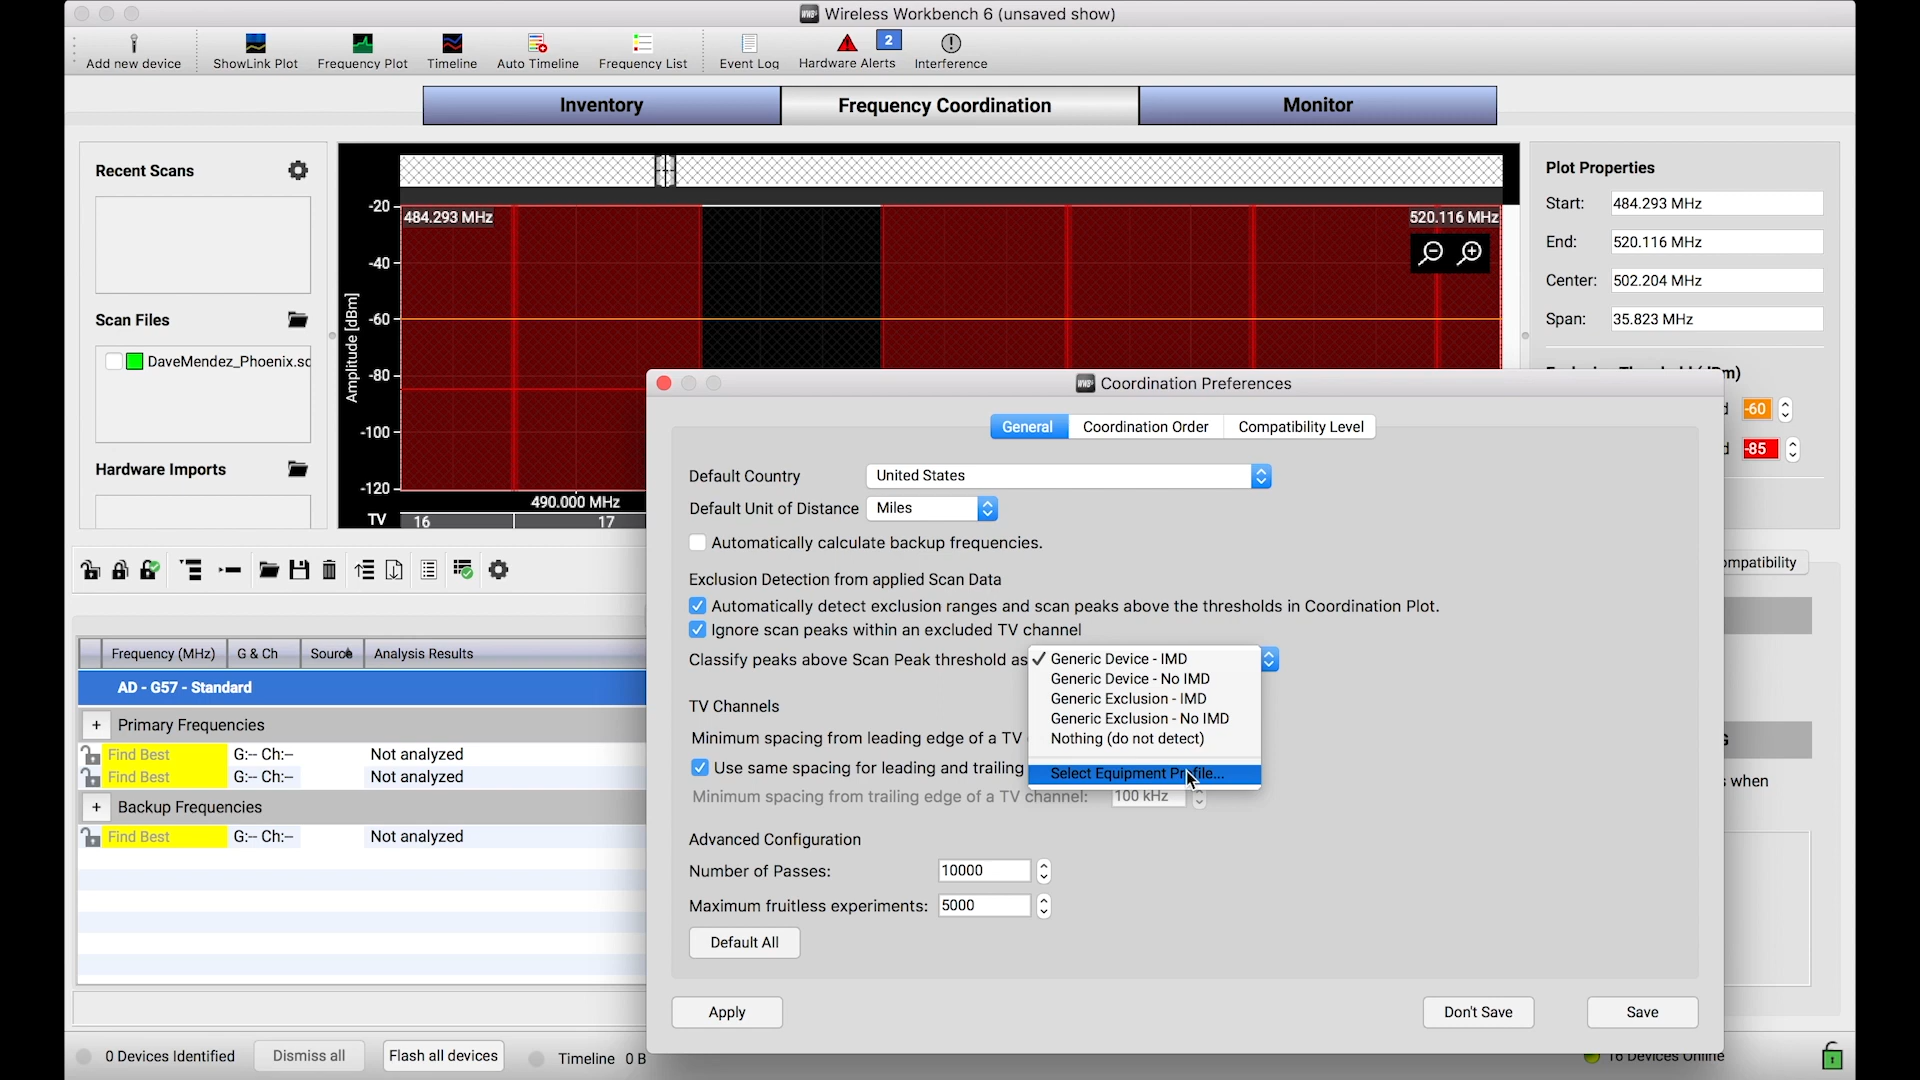 Wireless Workbench 6 (unsaved show)
Add new device
ShowLink Plot
Frequency Plot
Timeline
Auto Timeline
Frequency List
Event Log
Hardware Alerts
2
Interference
Inventory
Frequency Coordination
Monitor
Recent Scans
Scan Files
DaveMendez_Phoenix.sc
Hardware Imports
Amplitude [dBm]
-20
-40
-60
-80
-100
-120
484.293 MHz
520.116 MHz
490.000 MHz
TV
16
17
Plot Properties
Start: 484.293 MHz
End: 520.116 MHz
Center: 502.204 MHz
Span: 35.823 MHz
-60
-85
ompatibility
when
Coordination Preferences
General
Coordination Order
Compatibility Level
Default Country
United States
Default Unit of Distance
Miles
Automatically calculate backup frequencies.
Exclusion Detection from applied Scan Data
Automatically detect exclusion ranges and scan peaks above the thresholds in Coordination Plot.
Ignore scan peaks within an excluded TV channel
Classify peaks above Scan Peak threshold as
Generic Device - IMD
Generic Device - No IMD
Generic Exclusion - IMD
Generic Exclusion - No IMD
Nothing (do not detect)
Select Equipment Pr file...
TV Channels
Minimum spacing from leading edge of a TV
Use same spacing for leading and trailing
Minimum spacing from trailing edge of a TV channel:
100 kHz
Advanced Configuration
Number of Passes:
10000
Maximum fruitless experiments:
5000
Default All
Apply
Don't Save
Save
Frequency (MHz)
G & Ch
Source
Analysis Results
AD - G57 - Standard
+ Primary Frequencies
Find Best G:-- Ch:-- Not analyzed
Find Best G:-- Ch:-- Not analyzed
+ Backup Frequencies
Find Best G:-- Ch:-- Not analyzed
0 Devices Identified
Dismiss all
Flash all devices
Timeline
0 B
16 Devices Online